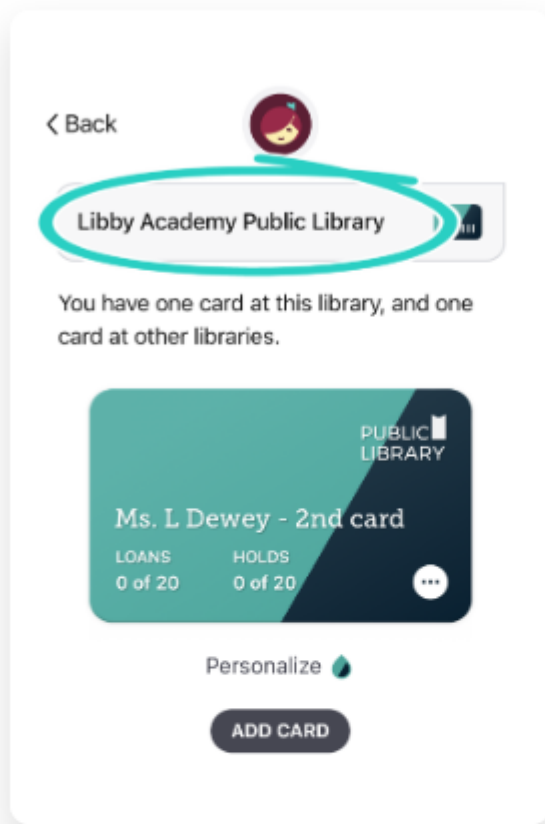 Back
Libby Academy Public Library
You have one card at this library, and one
card at other libraries.
PUBLIC
LIBRARY
Ms. L Dewey - 2nd card
LOANS HOLDS
0 of 20 0 of 20
Personalize
ADD CARD